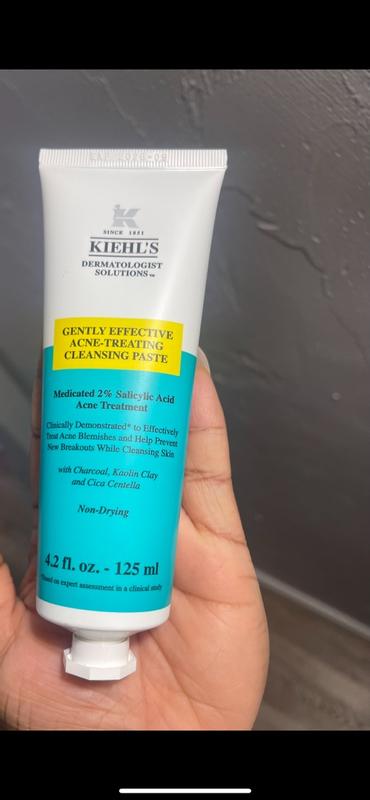 K
SINCE 1851
KIEHL'S
DERMATOLOGIST
SOLUTIONS™
GENTLY EFFECTIVE
ACNE-TREATING
CLEANSING PASTE
Medicated 2% Salicylic Acid
Acne Treatment
Clinically Demonstrated* to Effectively
Treat Acne Blemishes and Help Prevent
New Breakouts While Cleansing Skin
with Charcoal, Kaolin Clay
and Cica Centella
Non-Drying
4.2 fl. oz. - 125 ml
*Based on expert assessment in a clinical study